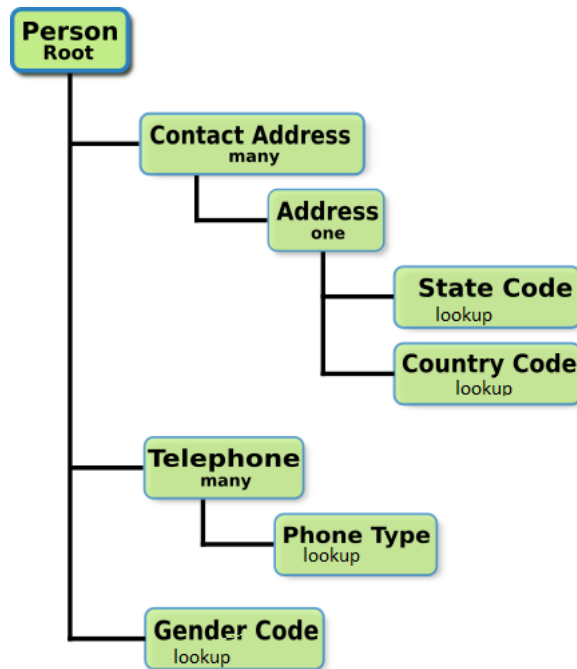 Person
Root
Contact Address
many
Address
one
State Code
lookup
Country Code
lookup
Telephone
many
Phone Type
lookup
Gender Code
lookup